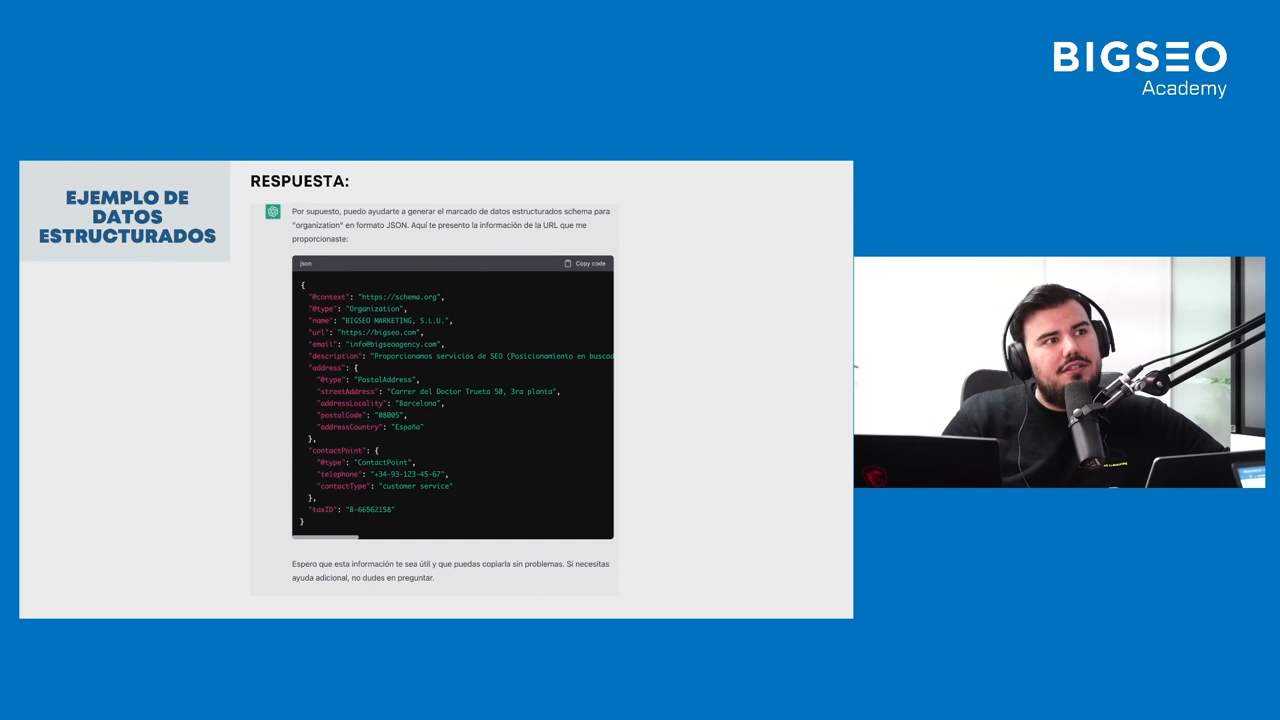 BIGSEO
Academy
EJEMPLO DE
DATOS
ESTRUCTURADOS
RESPUESTA:
Por supuesto, puedo ayudarte a generar el marcado de datos estructurados schema para
"organization" en formato JSON. Aquí te presento la información de la URL que me
proporcionaste:
json
Copy code
{
"@context": "https://schema.org",
"@type": "Organization",
"name": "BIGSEO MARKETING, S.L.U.",
"url": "https://bigseo.com",
"email": "info@bigseoagency.com",
"description": "Proporcionamos servicios de SEO (Posicionamiento en buscad
"address": {
"@type": "PostalAddress",
"streetAddress": "Carrer del Doctor Trueta 50, 3ra planta",
"addressLocality": "Barcelona",
"postalCode": "08005",
"addressCountry": "España"
},
"contactPoint": {
"@type": "ContactPoint",
"telephone": "+34-93-123-45-67",
"contactType": "customer service"
},
"taxID": "B-66562158"
}
Espero que esta información te sea útil y que puedas copiarla sin problemas. Si necesitas
ayuda adicional, no dudes en preguntar.